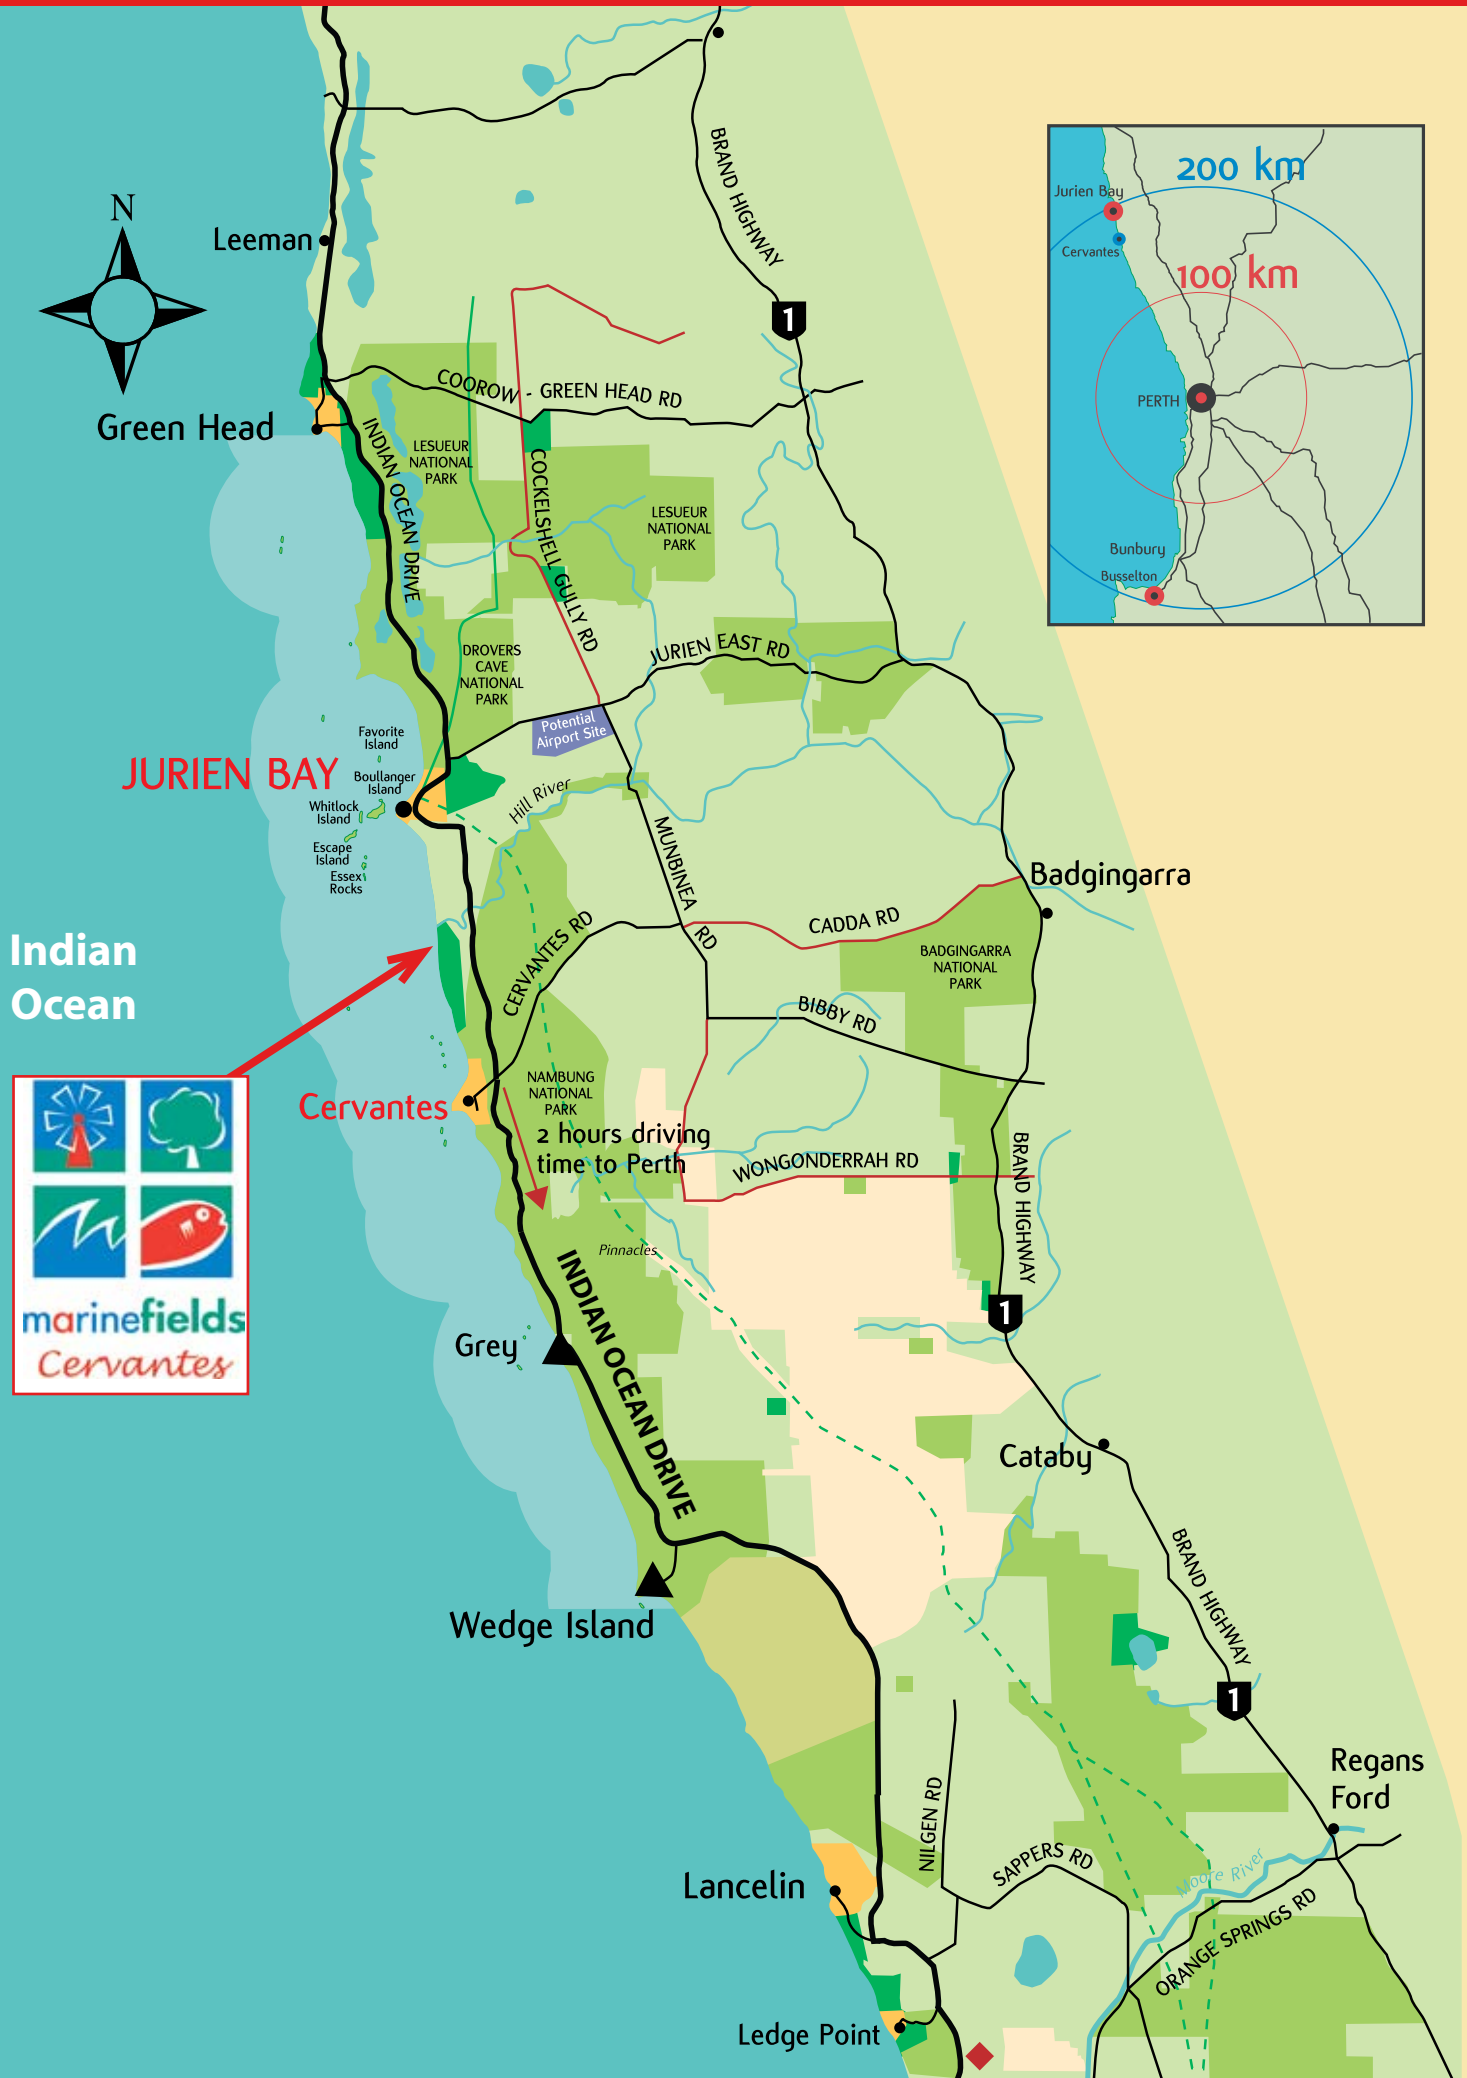 BRAND HIGHWAY
N
Leeman
1
200 km
Jurien Bay
Cervantes
100 km
PERTH
Bunbury
Busselton
COOROW - GREEN HEAD RD
Green Head
INDIAN OCEAN DRIVE
LESUEUR
NATIONAL
PARK
COCKELSHELL GULLY RD
LESUEUR
NATIONAL
PARK
DROVERS
CAVE
NATIONAL
PARK
JURIEN EAST RD
Potential
Airport Site
Favorite
Island
JURIEN BAY
Boullanger
Island
Whitlock
Island
Escape
Island
Essex
Rocks
Hill River
MUNBINEA
RD
Badgingarra
CADDA RD
CERVANTES RD
BADGINGARRA
NATIONAL
PARK
Indian
Ocean
BIBBY RD
NAMBUNG
NATIONAL
PARK
Cervantes
2 hours driving
time to Perth
WONGONDERRAH RD
BRAND HIGHWAY
Pinnacles
marinefields
Cervantes
INDIAN OCEAN DRIVE
1
Grey
Cataby
BRAND HIGHWAY
Wedge Island
1
Regans
Ford
NILGEN RD
SAPPERS RD
Moore River
Lancelin
ORANGE SPRINGS RD
Ledge Point